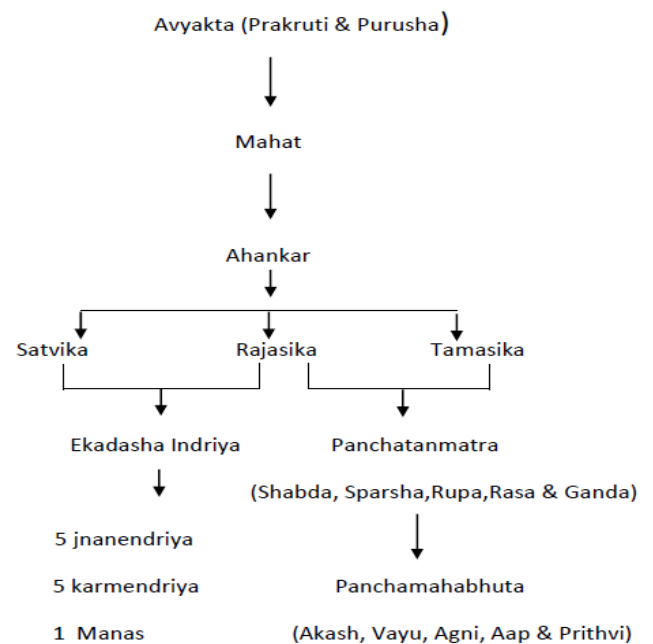 Avyakta (Prakruti & Purusha)
Mahat
Ahankar
Satvika Rajasika Tamasika
Ekadasha Indriya Panchatanmatra
(Shabda, Sparsha,Rupa,Rasa & Ganda)
5 jnanendriya
5 karmendriya Panchamahabhuta
1 Manas (Akash, Vayu, Agni, Aap & Prithvi)